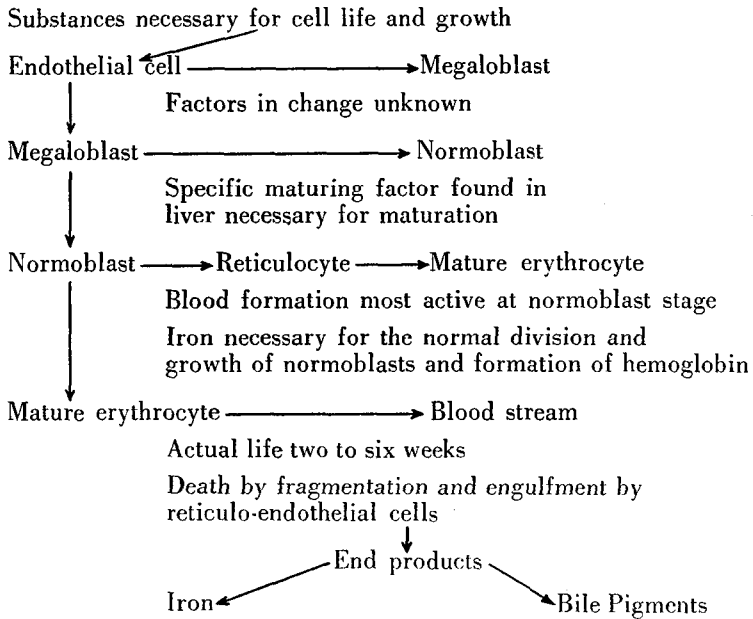 Substances necessary for cell life and growth
Endothelial cell Megaloblast
Factors in change unknown
Megaloblast Normoblast
Specific maturing factor found in
liver necessary for maturation
Normoblast Reticulocyte Mature erythrocyte
Blood formation most active at normoblast stage
Iron necessary for the normal division and
growth of normoblasts and formation of hemoglobin
Mature erythrocyte Blood stream
Actual life two to six weeks
Death by fragmentation and engulfment by
reticulo-endothelial cells
End products
Iron Bile Pigments